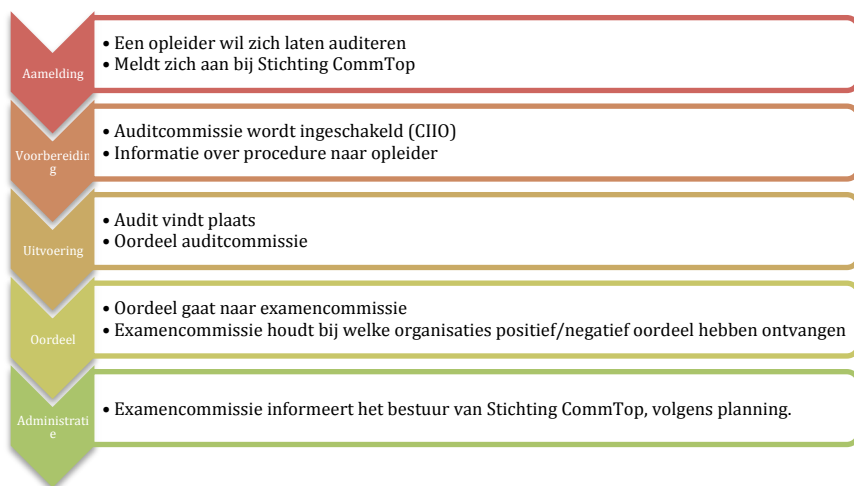 Aamelding
• Een opleider wil zich laten auditeren
• Meldt zich aan bij Stichting CommTop
Voorbereidin
g
• Auditcommissie wordt ingeschakeld (CIIO)
• Informatie over procedure naar opleider
Uitvoering
• Audit vindt plaats
• Oordeel auditcommissie
Oordeel
• Oordeel gaat naar examencommissie
• Examencommissie houdt bij welke organisaties positief/negatief oordeel hebben ontvangen
Administrati
e
• Examencommissie informeert het bestuur van Stichting CommTop, volgens planning.